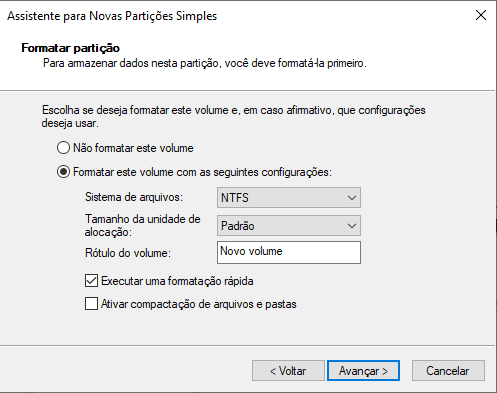 Assistente para Novas Partições Simples
Formatar partição
Para armazenar dados nesta partição, você deve formatá-la primeiro.
Escolha se deseja formatar este volume e, em caso afirmativo, que configurações
deseja usar.
Não formatar este volume
Formatar este volume com as seguintes configurações:
Sistema de arquivos: NTFS
Tamanho da unidade de
alocação: Padrão
Rótulo do volume: Novo volume
Executar uma formatação rápida
Ativar compactação de arquivos e pastas
< Voltar Avançar > Cancelar